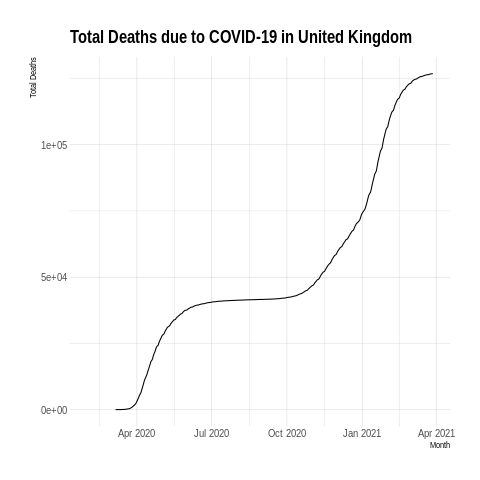 Total Deaths due to COVID-19 in United Kingdom
Total Deaths
1e+05
5e+04
0e+00
Apr 2020 Jul 2020 Oct 2020 Jan 2021 Apr 2021
Month